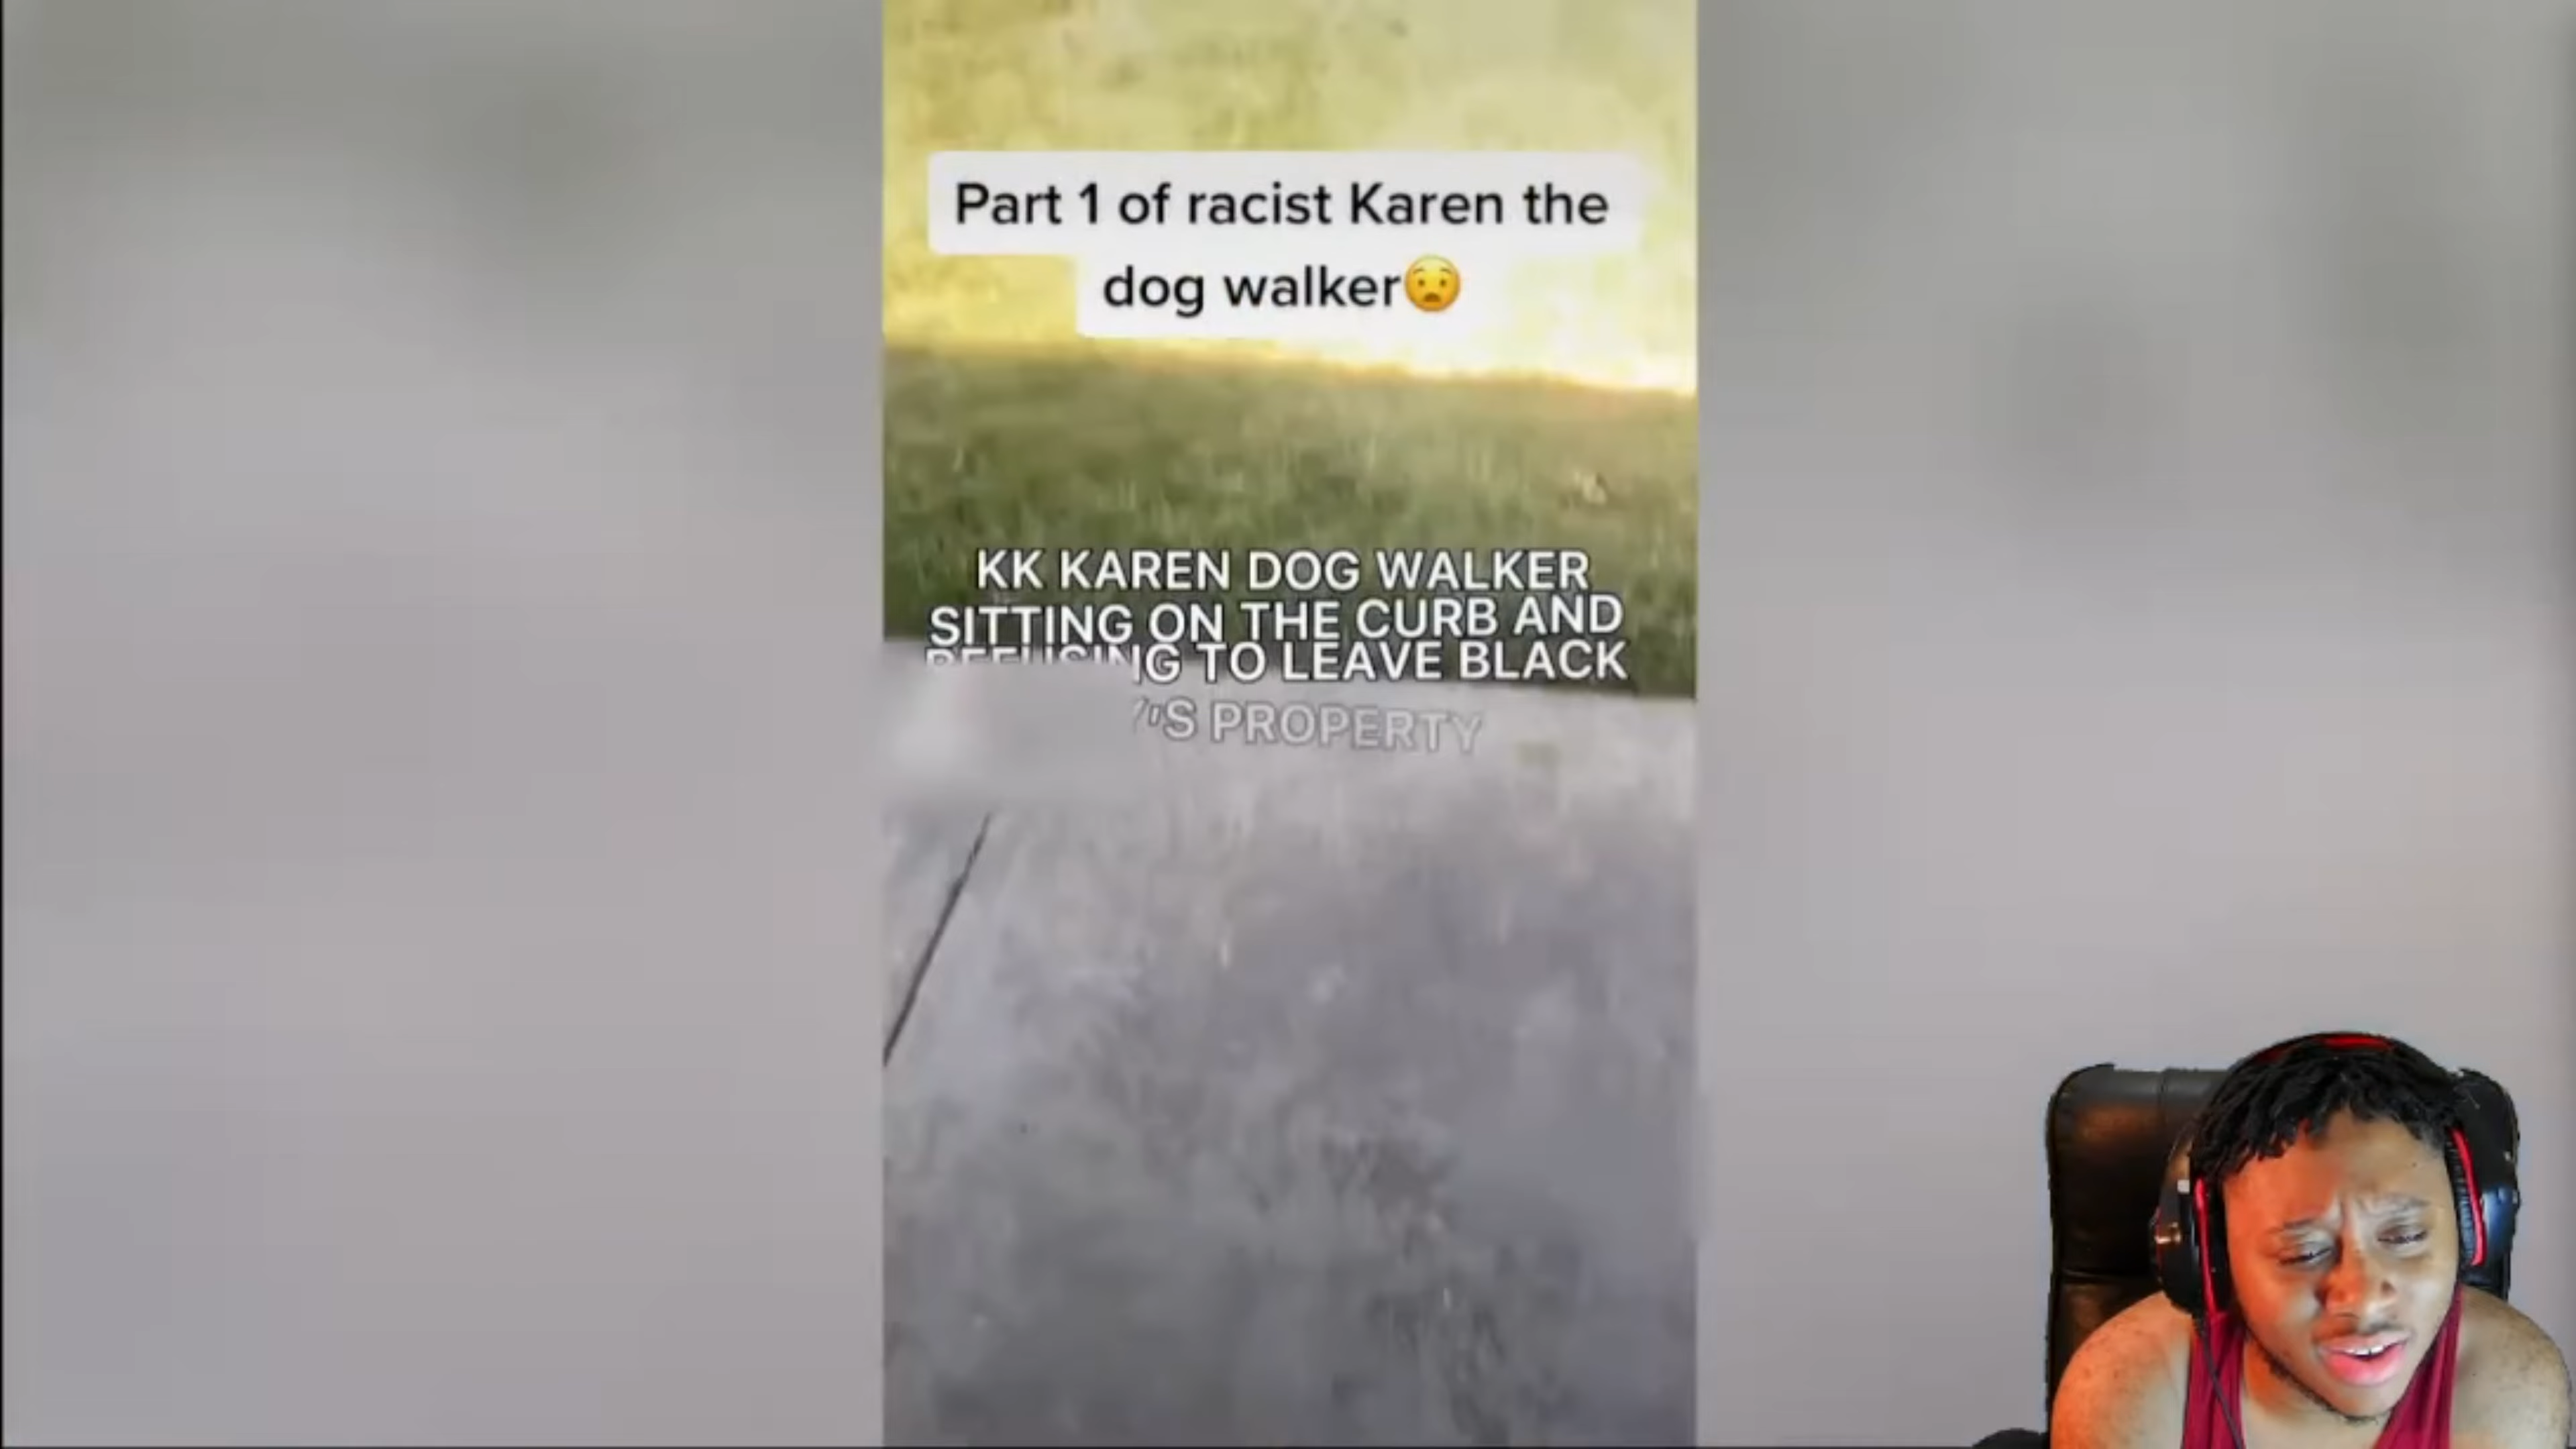 Part 1 of racist Karen the
dog walker😧
KK KAREN DOG WALKER
SITTING ON THE CURB AND
REFUSING TO LEAVE BLACK
'S PROPERTY